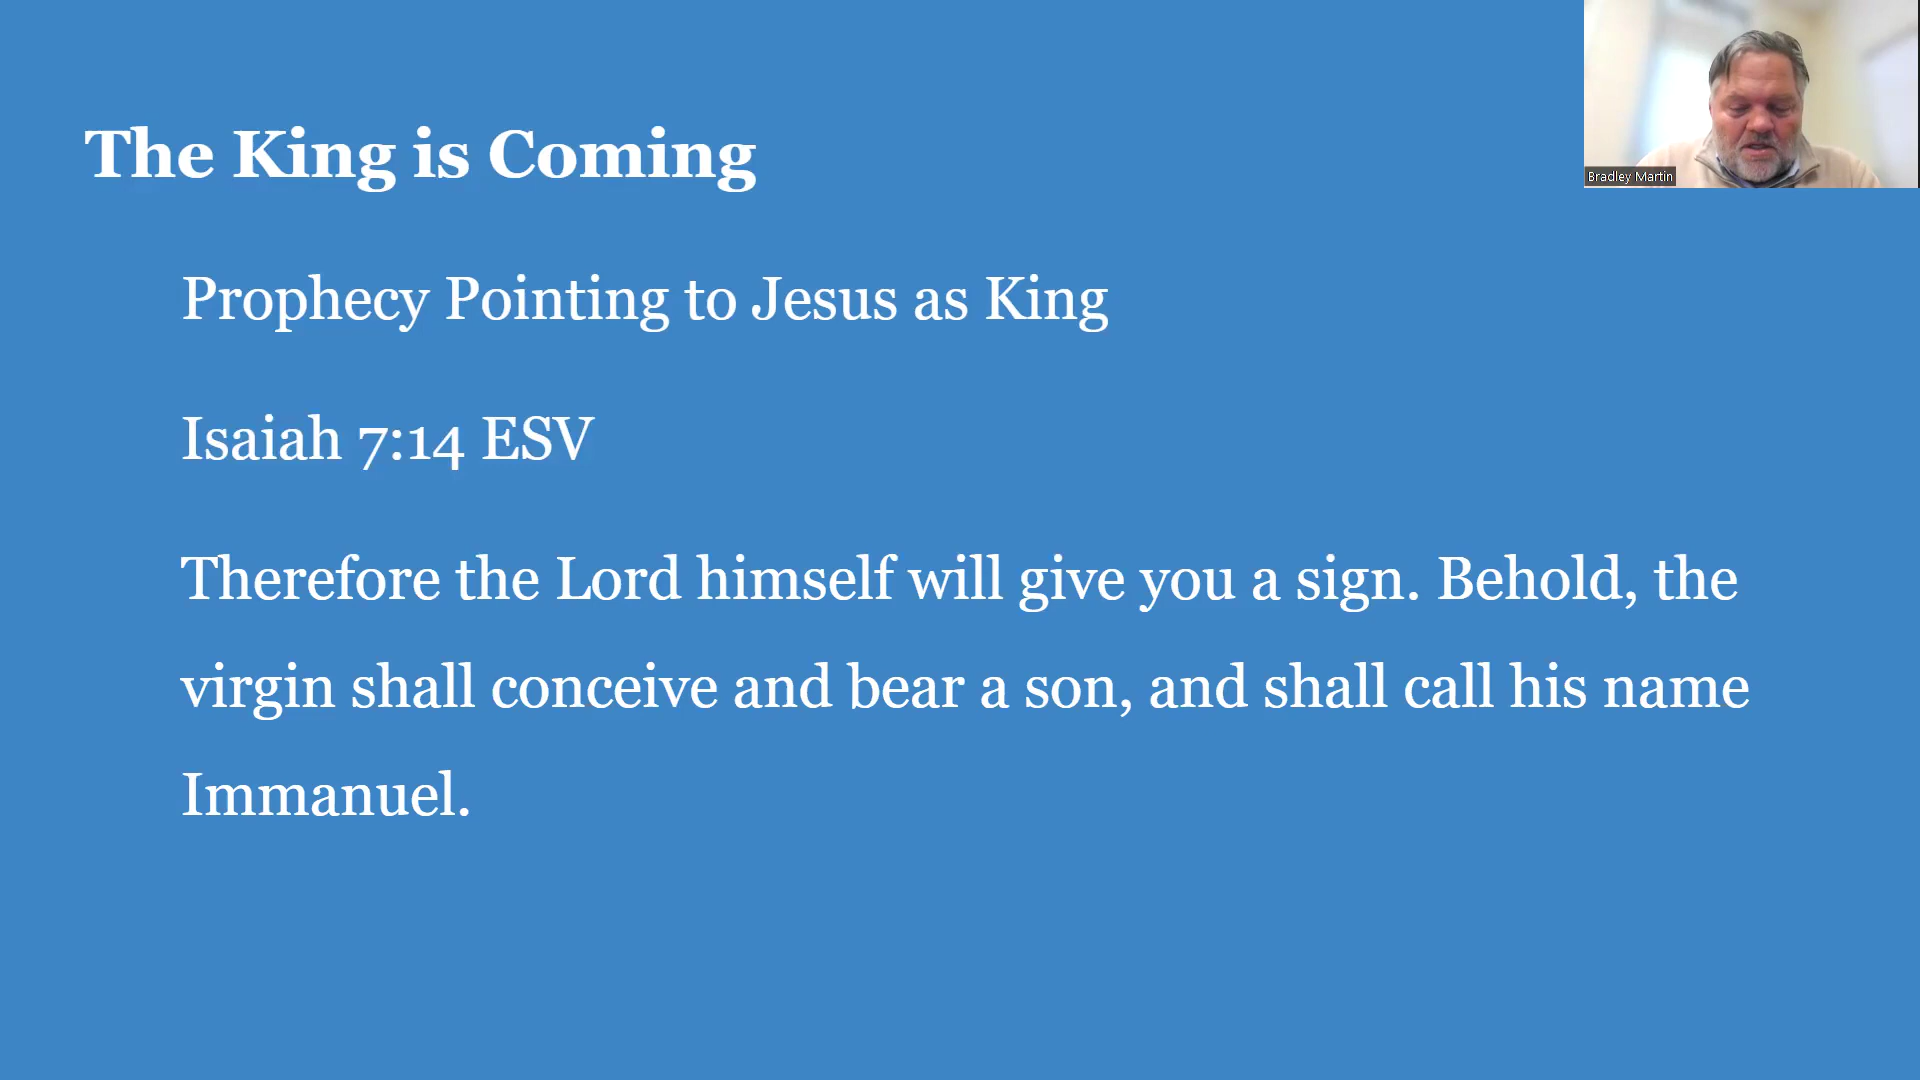 The King is Coming
Bradley Martin
Prophecy Pointing to Jesus as King
Isaiah 7:14 ESV
Therefore the Lord himself will give you a sign. Behold, the
virgin shall conceive and bear a son, and shall call his name
Immanuel.